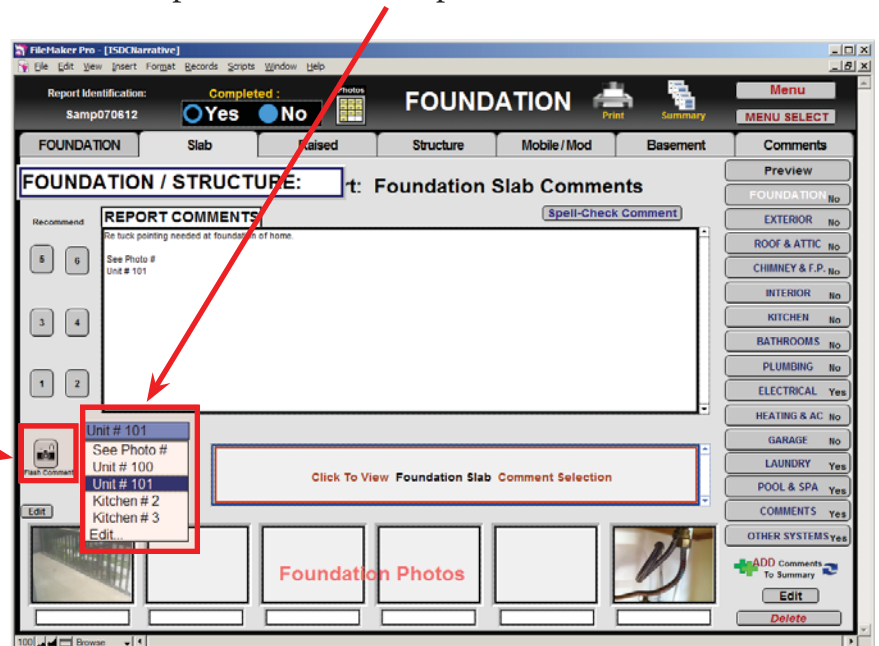 FileMaker Pro - [ISDCNarrative]
File Edit View Insert Format Records Scripts Window Help
Report Identification:
Samp070612
Completed :
Yes No
Photos
FOUNDATION
Print
Summary
Menu
MENU SELECT
FOUNDATION Slab Raised Structure Mobile / Mod Basement Comments
FOUNDATION / STRUCTURE:
Foundation Slab Comments
Recommend
REPORT COMMENTS
Spell-Check Comment
Re tuck pointing needed at foundation of home.
See Photo #
Unit # 101
5 6
3 4
1 2
Flash Comment
Edit
Unit # 101
See Photo #
Unit # 100
Unit # 101
Kitchen # 2
Kitchen # 3
Edit...
Click To View Foundation Slab Comment Selection
Foundation Photos
Preview
FOUNDATION No
EXTERIOR No
ROOF & ATTIC No
CHIMNEY & F.P. No
INTERIOR No
KITCHEN No
BATHROOMS No
PLUMBING No
ELECTRICAL Yes
HEATING & AC No
GARAGE No
LAUNDRY Yes
POOL & SPA Yes
COMMENTS Yes
OTHER SYSTEMS Yes
ADD Comments
To Summary
Edit
Delete
100 Browse